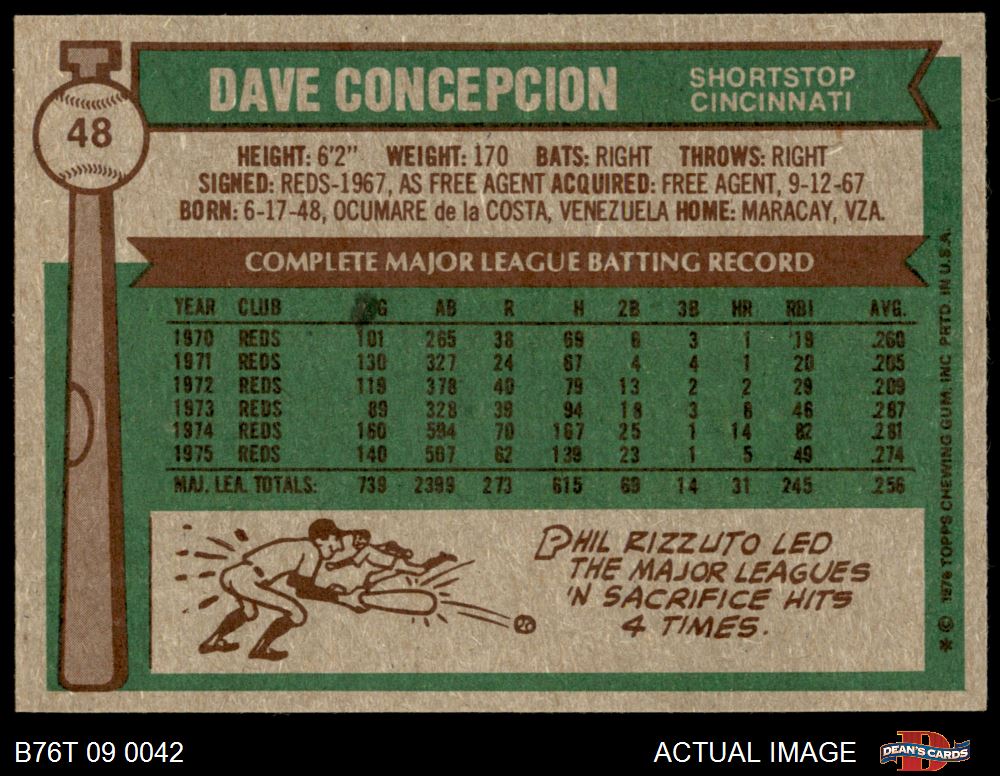 48
DAVE CONCEPCION
SHORTSTOP
CINCINNATI
HEIGHT: 6'2" WEIGHT: 170 BATS: RIGHT THROWS: RIGHT
SIGNED: REDS-1967, AS FREE AGENT ACQUIRED: FREE AGENT, 9-12-67
BORN: 6-17-48, OCUMARE de la COSTA, VENEZUELA HOME: MARACAY, VZA.
COMPLETE MAJOR LEAGUE BATTING RECORD
YEAR CLUB G AB R H 2B 3B HR RBI AVG.
1970 REDS 101 265 38 69 6 3 1 19 .260
1971 REDS 130 327 24 67 4 4 1 20 .205
1972 REDS 119 378 40 79 13 2 2 29 .209
1973 REDS 89 328 39 94 18 3 8 46 .287
1974 REDS 160 594 70 167 25 1 14 82 .281
1975 REDS 140 507 62 139 23 1 5 49 .274
MAJ. LEA. TOTALS: 739 2399 273 615 89 14 31 245 .256
PHIL RIZZUTO LED
THE MAJOR LEAGUES
'N SACRIFICE HITS
4 TIMES.
* © 1976 TOPPS CHEWING GUM, INC. PRTD. IN U.S.A.
B76T 09 0042
ACTUAL IMAGE
DEAN'S CARDS